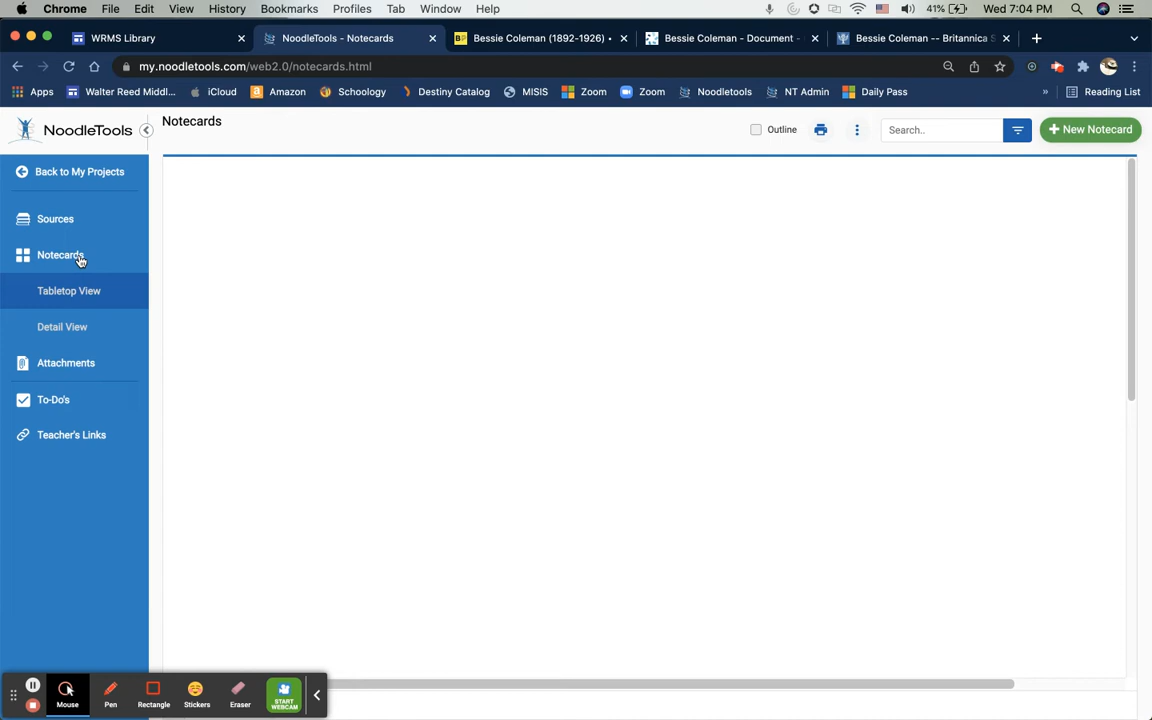 Chrome File Edit View History Bookmarks Profiles Tab Window Help 41% Wed 7:04 PM
WRMS Library NoodleTools - Notecards Bessie Coleman (1892-1926) • Bessie Coleman - Document - Bessie Coleman -- Britannica S
my.noodletools.com/web2.0/notecards.html
Apps Walter Reed Middl... iCloud Amazon Schoology Destiny Catalog MISIS Zoom Zoom Noodletools NT Admin Daily Pass » Reading List
NoodleTools
Notecards
Outline
Search..
+ New Notecard
Back to My Projects
Sources
Notecards
Tabletop View
Detail View
Attachments
To-Do's
Teacher's Links
Mouse Pen Rectangle Stickers Eraser START WEBCAM